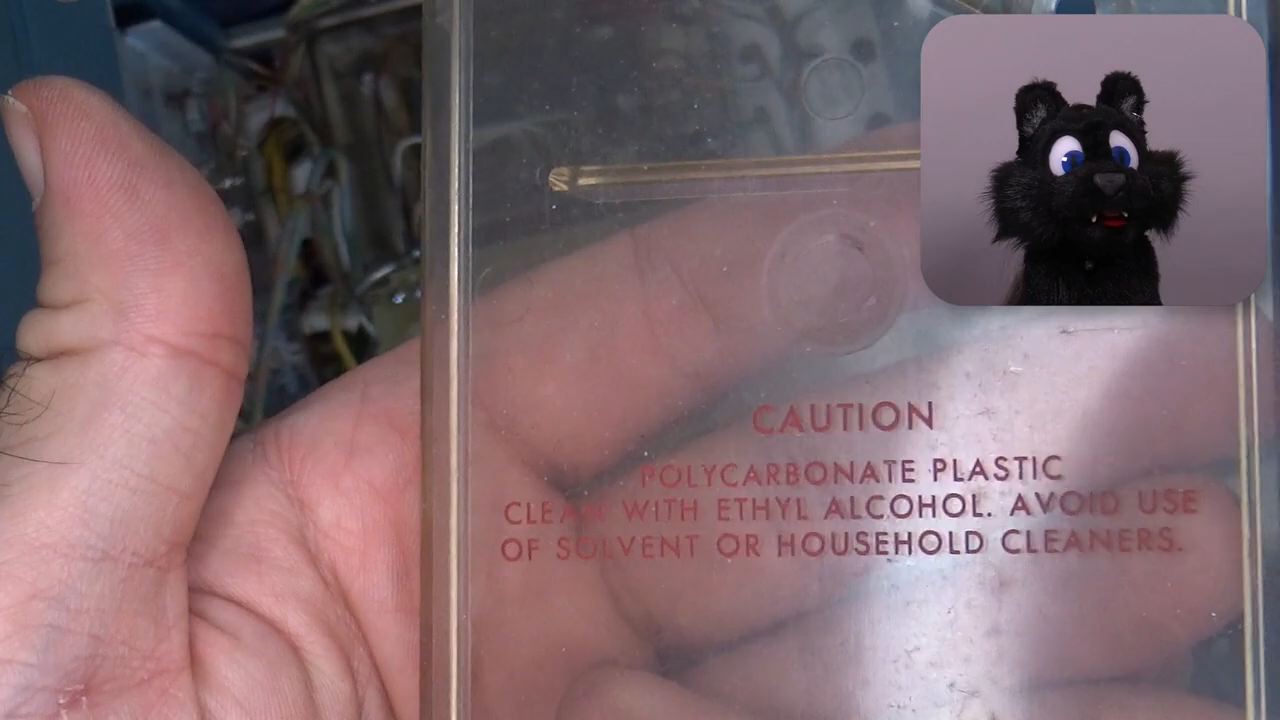 CAUTION
POLYCARBONATE PLASTIC
CLEAN WITH ETHYL ALCOHOL. AVOID USE
OF SOLVENT OR HOUSEHOLD CLEANERS.